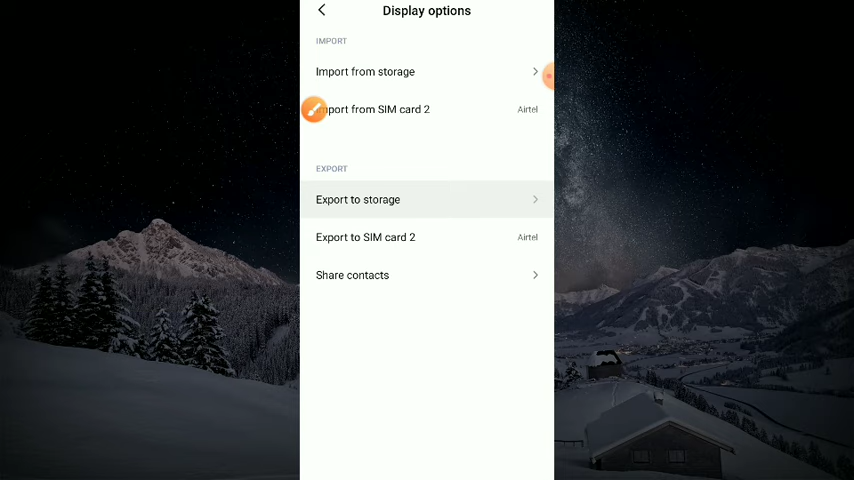 Display options
IMPORT
Import from storage
mport from SIM card 2
Airtel
EXPORT
Export to storage
Export to SIM card 2
Airtel
Share contacts